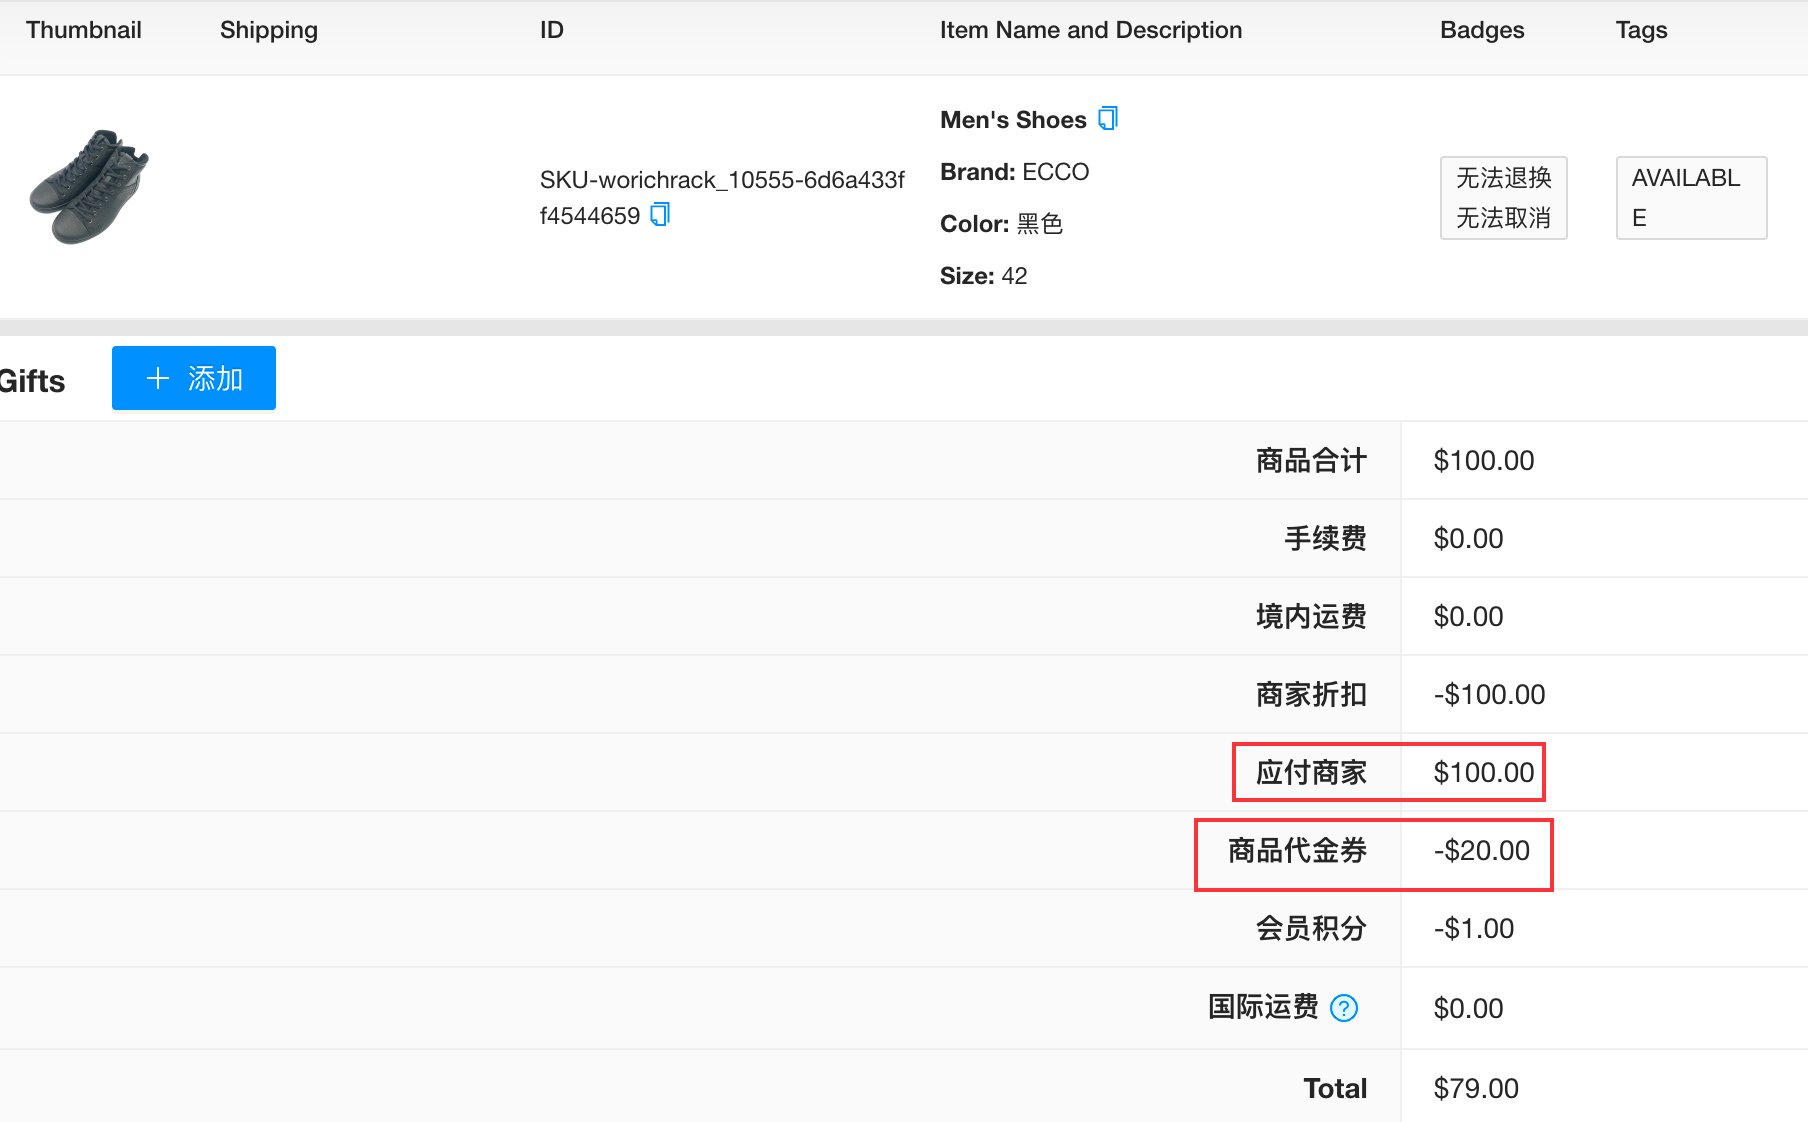 Thumbnail Shipping ID Item Name and Description Badges Tags
Men's Shoes
Brand: ECCO
Color: 黑色
Size: 42
SKU-worichrack_10555-6d6a433f
f4544659
无法退换
无法取消
AVAILABL
E
Gifts + 添加
商品合计 $100.00
手续费 $0.00
境内运费 $0.00
商家折扣 -$100.00
应付商家 $100.00
商品代金券 -$20.00
会员积分 -$1.00
国际运费 ? $0.00
Total $79.00